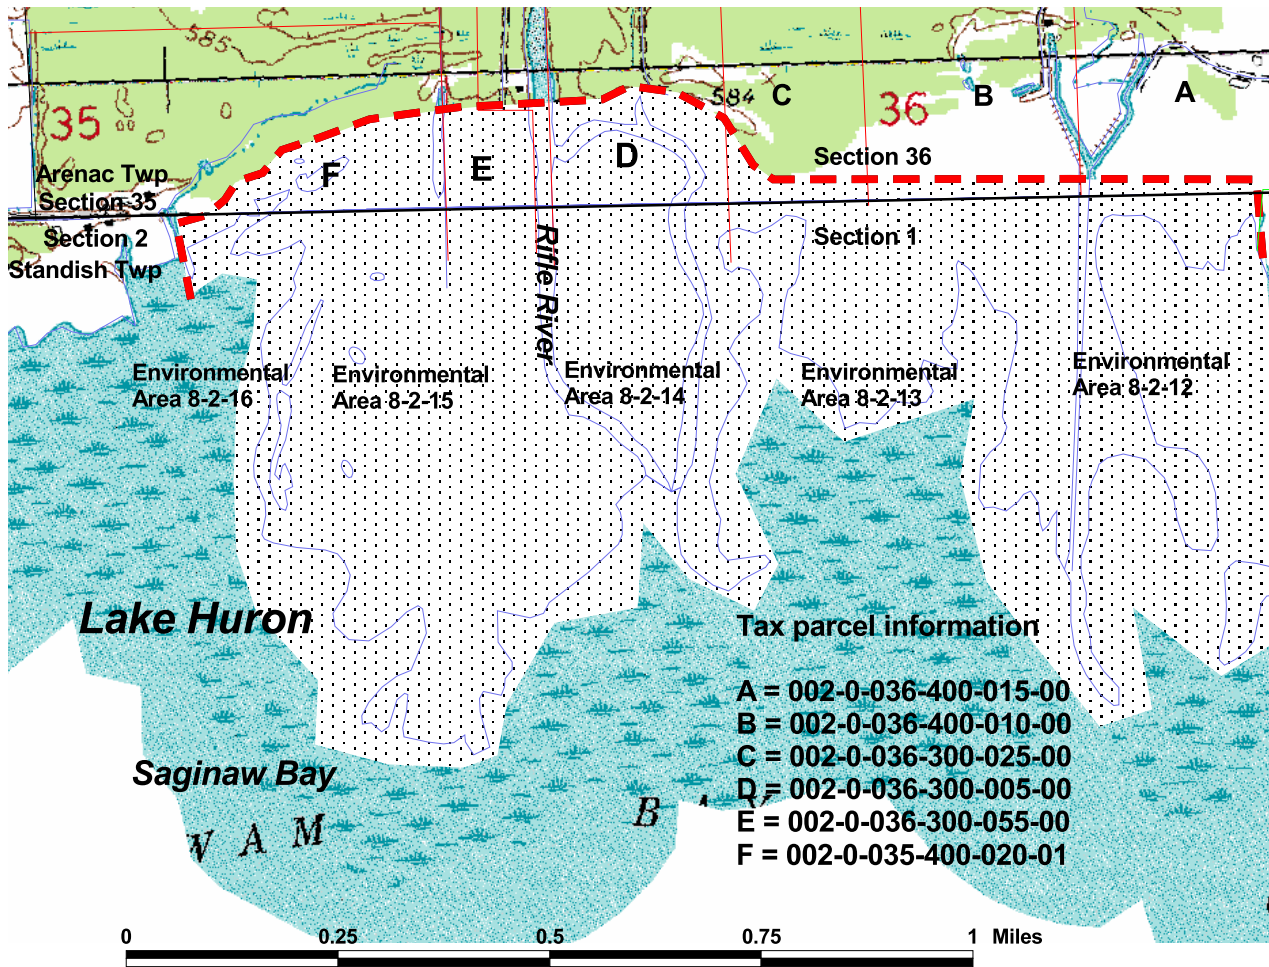 585
35
584
C
36
B
A
D
Section 36
E
F
Arenac Twp
Section 35
Section 2
Section 1
Standish Twp
Rifle River
Environmental
Area 8-2-16
Environmental
Area 8-2-15
Environmental
Area 8-2-14
Environmental
Area 8-2-13
Environmental
Area 8-2-12
Lake Huron
Tax parcel information
A = 002-0-036-400-015-00
B = 002-0-036-400-010-00
C = 002-0-036-300-025-00
D = 002-0-036-300-005-00
E = 002-0-036-300-055-00
F = 002-0-035-400-020-01
Saginaw Bay
W A M
B
0 0.25 0.5 0.75 1 Miles